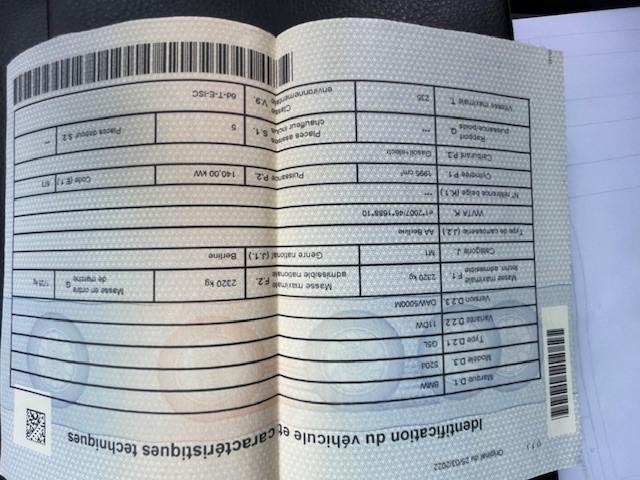 Original du 25/03/2022
Identification du véhicule et caractéristiques techniques
Marque D.1. BMW
Modèle D.3. 520d
Type D.2.1 G5L
Variante D.2.2 11DW
Version D.2.3. DAW5000M
Masse maximale techn. admissible F.1 2320 kg Masse maximale admissible nationale F.2. 2320 kg Masse en ordre de marche G
Catégorie J. M1 Genre national (J.1.) Berline
Type de carrosserie (J.2.) AA Berline
WVTA K. e1*2007/46*1688*10
N° référence belge (K.1.) ***
Cylindrée P.1 1995 cm³ Puissance P.2. 140,00 kW Code (E.1)
Carburant P.3. Gasoil+électr
Rapport puissance/poids Q. *** Places assises chauffeur inclus S.1. 5 Places debout S.2 **
Vitesse maximale T. 235 Classe environnementale V.9. 6d-T-E-ISC